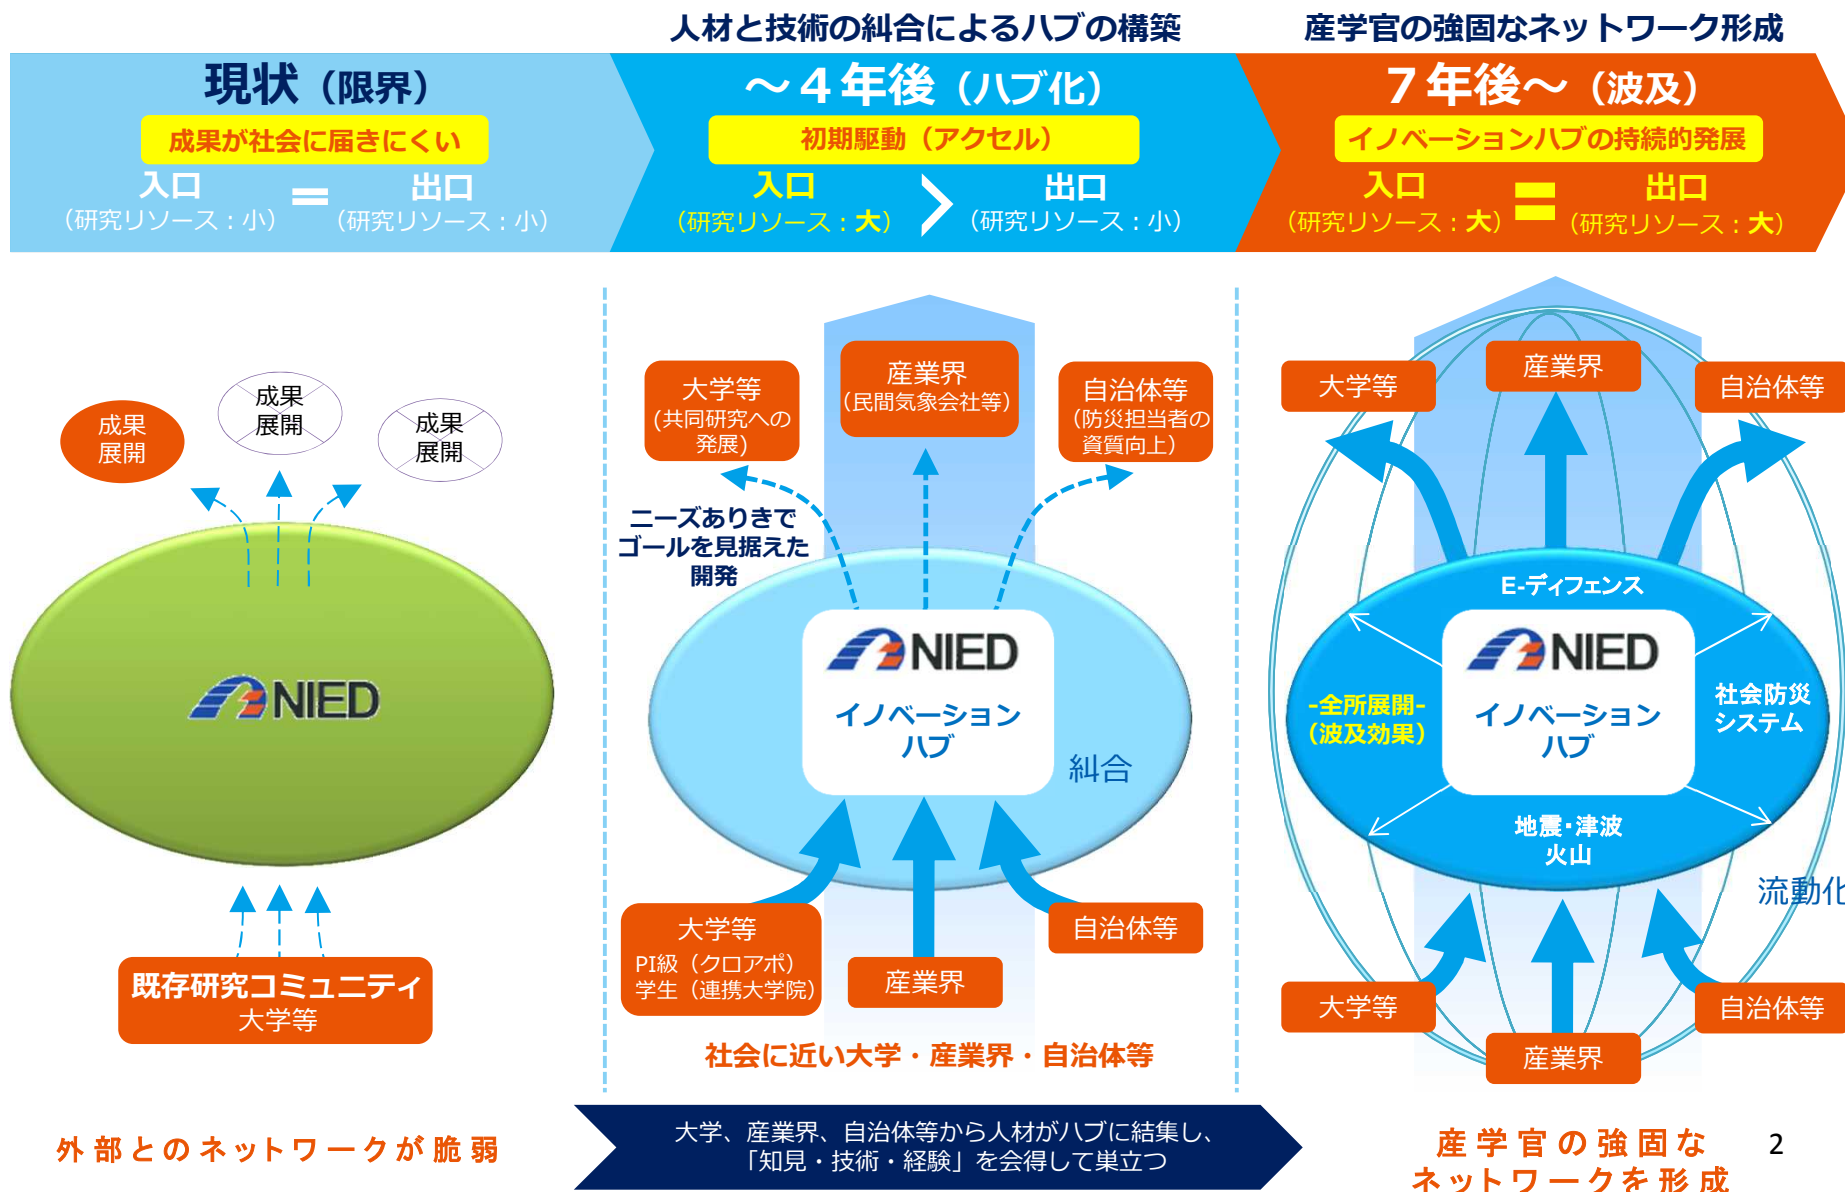 人材と技術の糾合によるハブの構築
産学官の強固なネットワーク形成
現状（限界）
成果が社会に届きにくい
入口 = 出口
（研究リソース：小）（研究リソース：小）
～４年後（ハブ化）
初期駆動（アクセル）
入口 > 出口
（研究リソース：大）（研究リソース：小）
７年後～（波及）
イノベーションハブの持続的発展
入口 = 出口
（研究リソース：大）（研究リソース：大）
成果
展開
成果
展開
成果
展開
NIED
既存研究コミュニティ
大学等
外部とのネットワークが脆弱
大学等
(共同研究への
発展)
産業界
（民間気象会社等）
自治体等
（防災担当者の
資質向上）
ニーズありきで
ゴールを見据えた
開発
NIED
イノベーション
ハブ
糾合
大学等
PI級（クロアポ）
学生（連携大学院）
産業界
自治体等
社会に近い大学・産業界・自治体等
大学、産業界、自治体等から人材がハブに結集し、
「知見・技術・経験」を会得して巣立つ
大学等
産業界
自治体等
E-ディフェンス
NIED
イノベーション
ハブ
-全所展開-
（波及効果）
社会防災
システム
地震・津波
火山
流動化
大学等
産業界
自治体等
産学官の強固な
ネットワークを形成
2